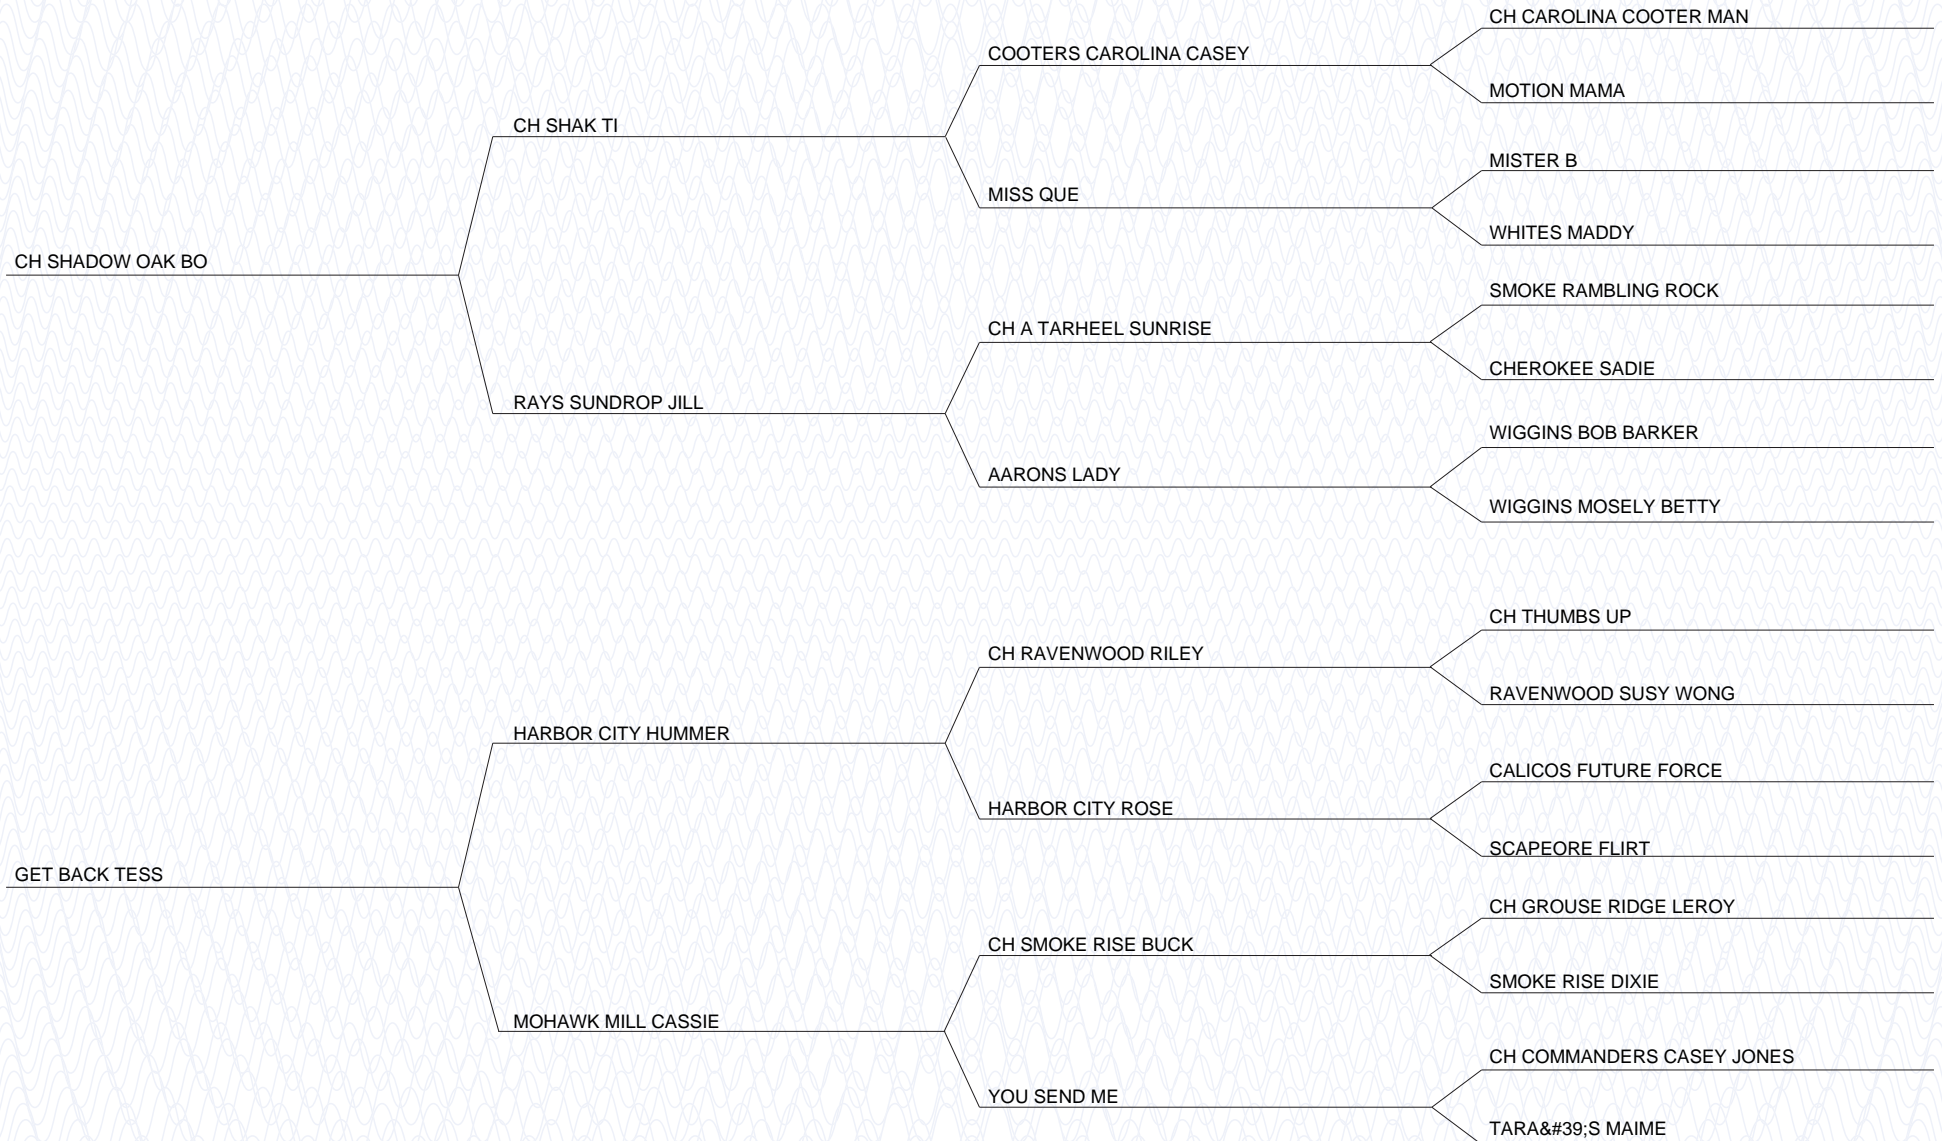 CH CAROLINA COOTER MAN
COOTERS CAROLINA CASEY
MOTION MAMA
CH SHAK TI
MISTER B
MISS QUE
WHITES MADDY
CH SHADOW OAK BO
SMOKE RAMBLING ROCK
CH A TARHEEL SUNRISE
CHEROKEE SADIE
RAYS SUNDROP JILL
WIGGINS BOB BARKER
AARONS LADY
WIGGINS MOSELY BETTY
CH THUMBS UP
CH RAVENWOOD RILEY
RAVENWOOD SUSY WONG
HARBOR CITY HUMMER
CALICOS FUTURE FORCE
HARBOR CITY ROSE
SCAPEORE FLIRT
GET BACK TESS
CH GROUSE RIDGE LEROY
CH SMOKE RISE BUCK
SMOKE RISE DIXIE
MOHAWK MILL CASSIE
CH COMMANDERS CASEY JONES
YOU SEND ME
TARA&#39;S MAIME